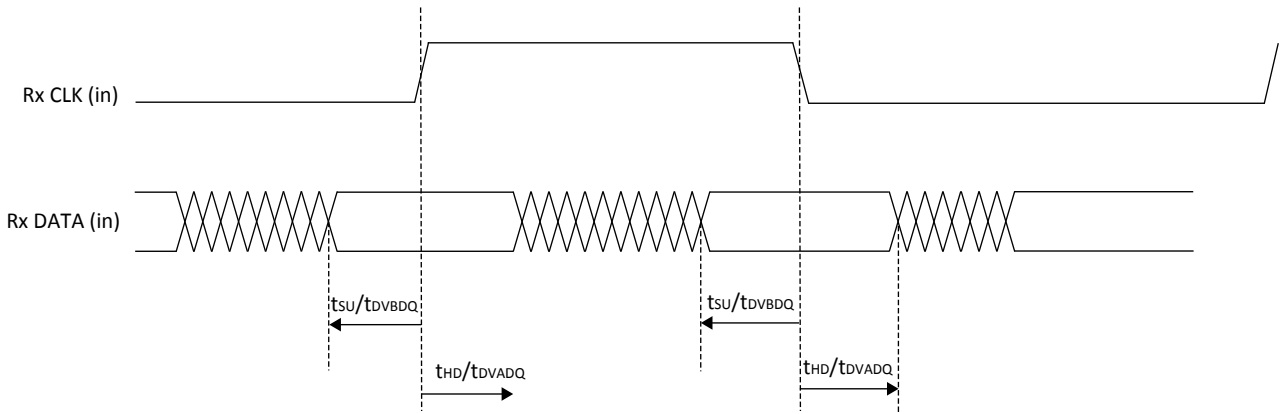 Rx CLK (in)
Rx DATA (in)
tSU/tDVBDQ
tSU/tDVBDQ
tHD/tDVADQ
tHD/tDVADQ